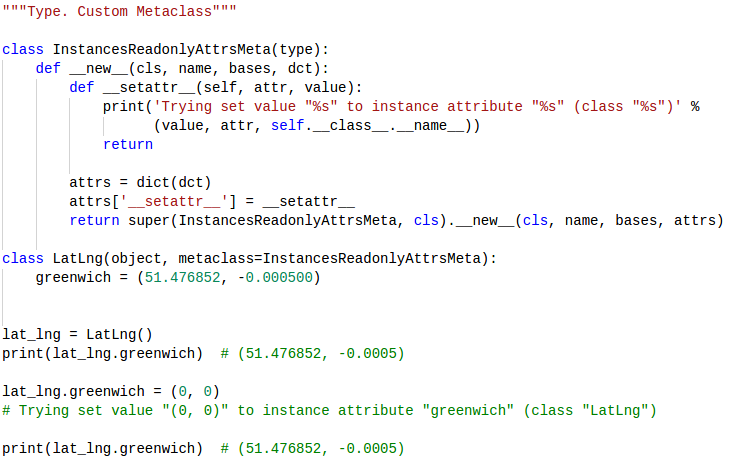 """Type. Custom Metaclass"""
class InstancesReadonlyAttrsMeta(type):
    def __new__(cls, name, bases, dct):
        def __setattr__(self, attr, value):
            print('Trying set value "%s" to instance attribute "%s" (class "%s")' %
                  (value, attr, self.__class__.__name__))
            return
        attrs = dict(dct)
        attrs['__setattr__'] = __setattr__
        return super(InstancesReadonlyAttrsMeta, cls).__new__(cls, name, bases, attrs)
class LatLng(object, metaclass=InstancesReadonlyAttrsMeta):
    greenwich = (51.476852, -0.000500)
lat_lng = LatLng()
print(lat_lng.greenwich)  # (51.476852, -0.0005)
lat_lng.greenwich = (0, 0)
# Trying set value "(0, 0)" to instance attribute "greenwich" (class "LatLng")
print(lat_lng.greenwich)  # (51.476852, -0.0005)